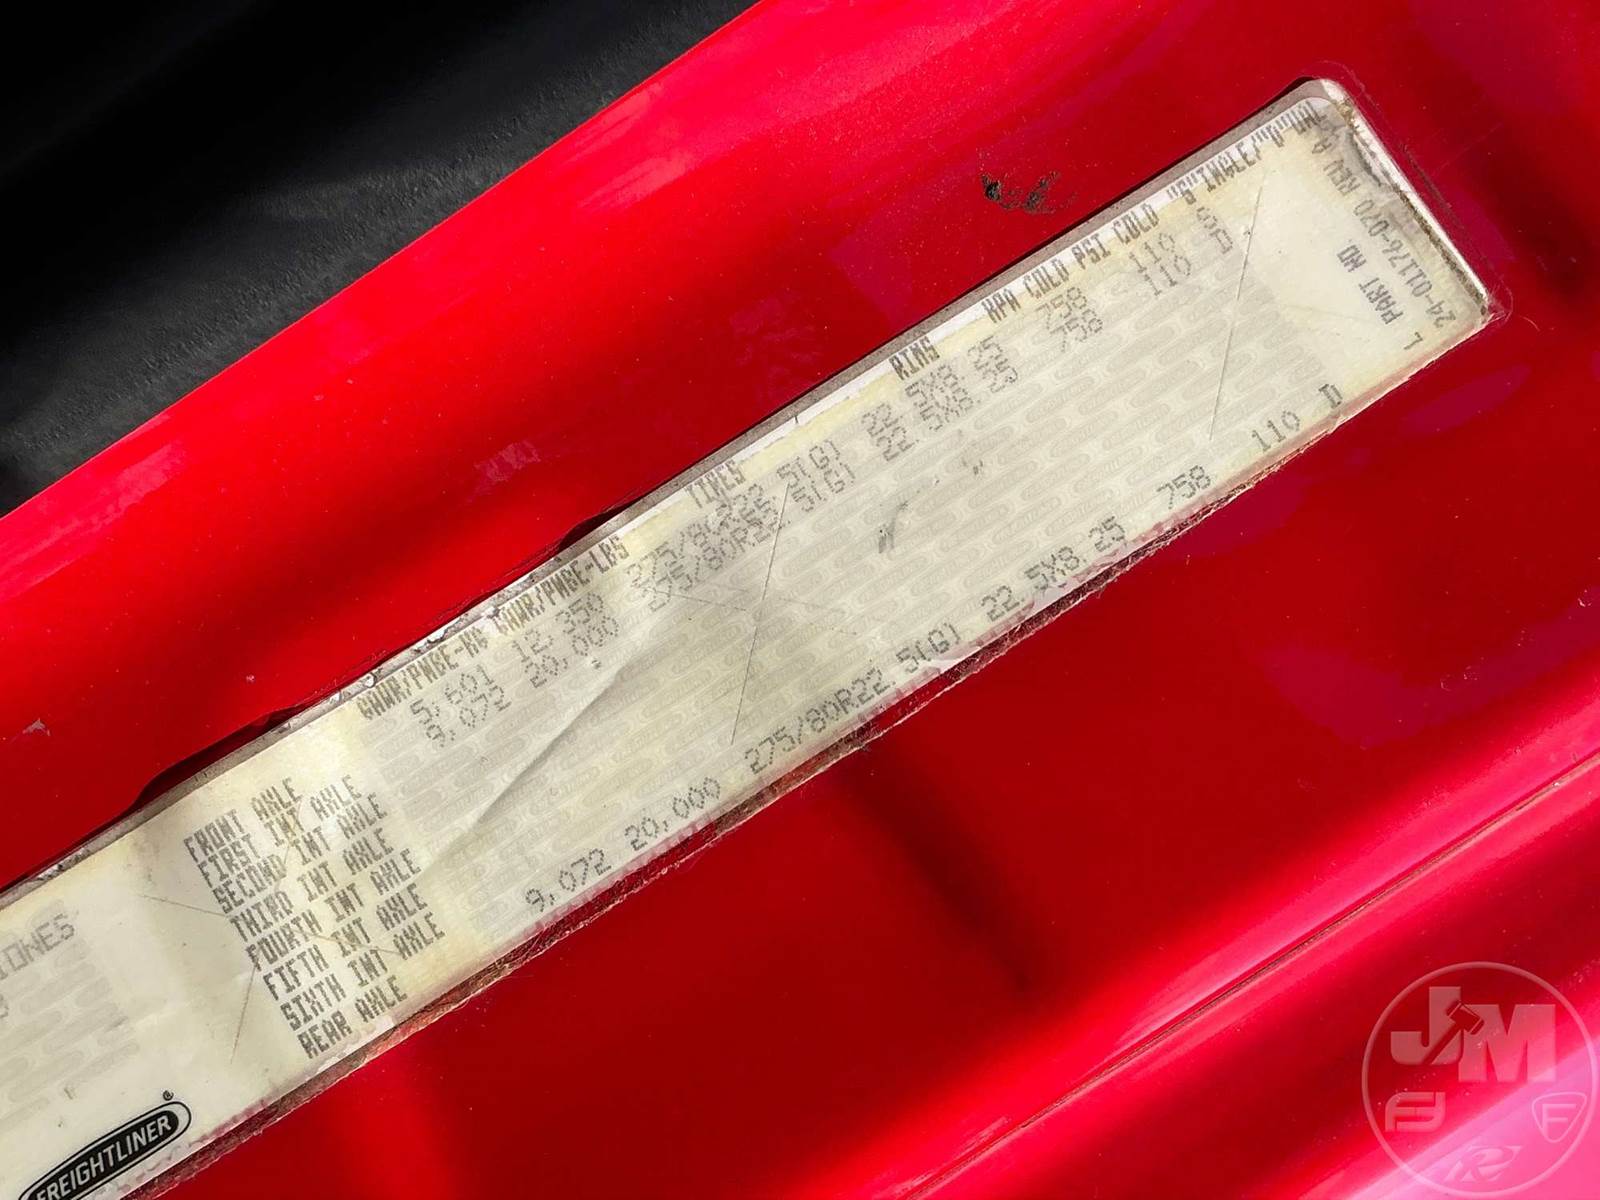 GAWR/PNBE-KG GAWR/PNBE-LBS TIRES RIMS KPA COLD PSI COLD "S"INGLE/"D"UAL
FRONT AXLE 5,601 12,350 275/80R22.5(G) 22.5X8.25 758 110 S
FIRST INT AXLE 9,072 20,000 275/80R22.5(G) 22.5X8.25 758 110 D
SECOND INT AXLE
THIRD INT AXLE
FOURTH INT AXLE
FIFTH INT AXLE
SIXTH INT AXLE
REAR AXLE 9,072 20,000 275/80R22.5(G) 22.5X8.25 758 110 D
L PART NO
24-01176-070 REV A
IONES
FREIGHTLINER®
JM